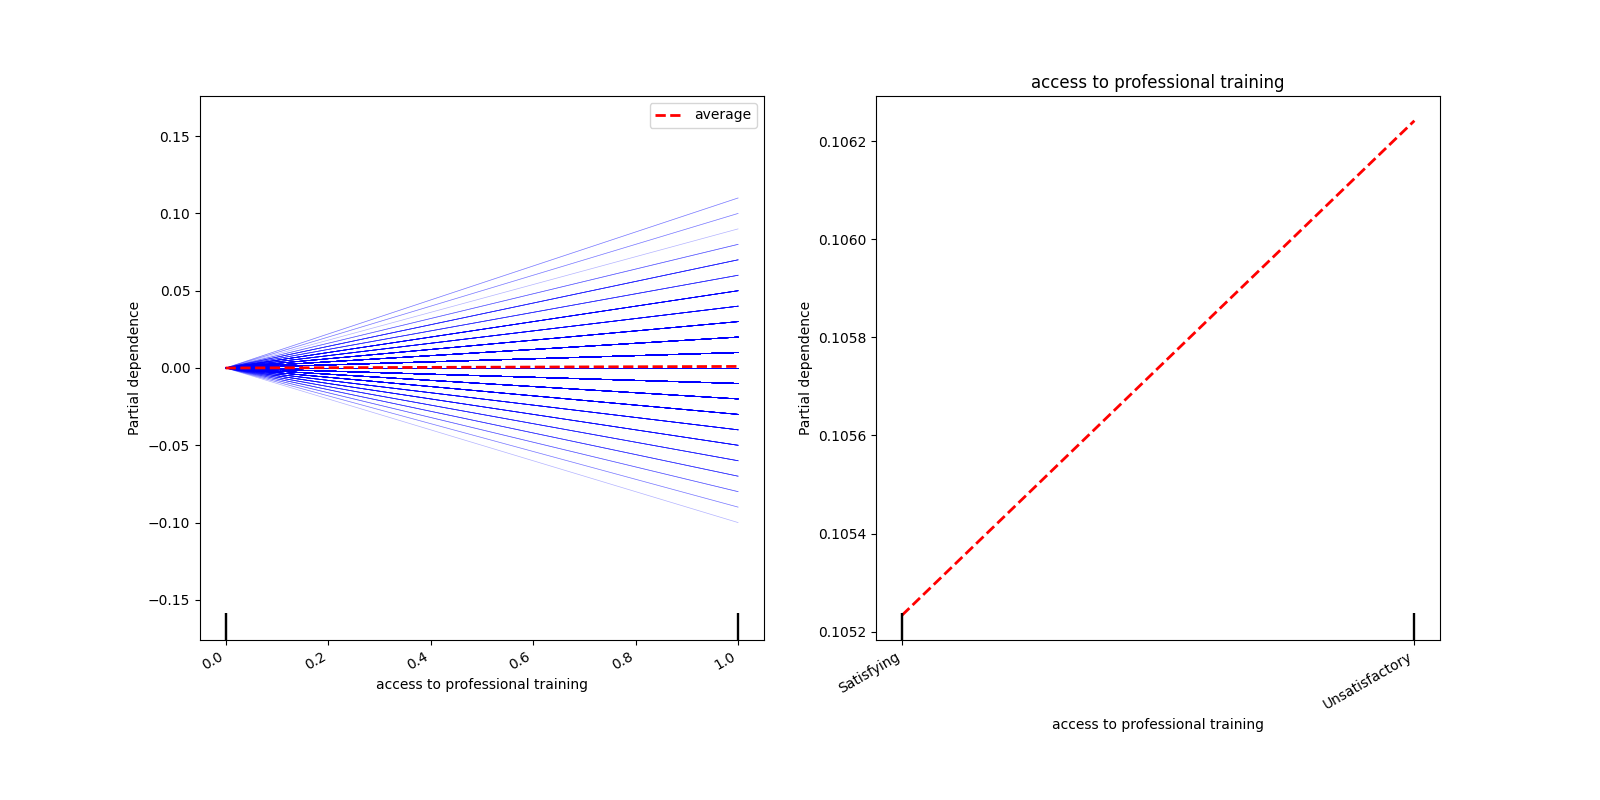 average
Partial dependence
0.15
0.10
0.05
0.00
−0.05
−0.10
−0.15
0.0
0.2
0.4
0.6
0.8
1.0
access to professional training
access to professional training
Partial dependence
0.1062
0.1060
0.1058
0.1056
0.1054
0.1052
Satisfying
Unsatisfactory
access to professional training